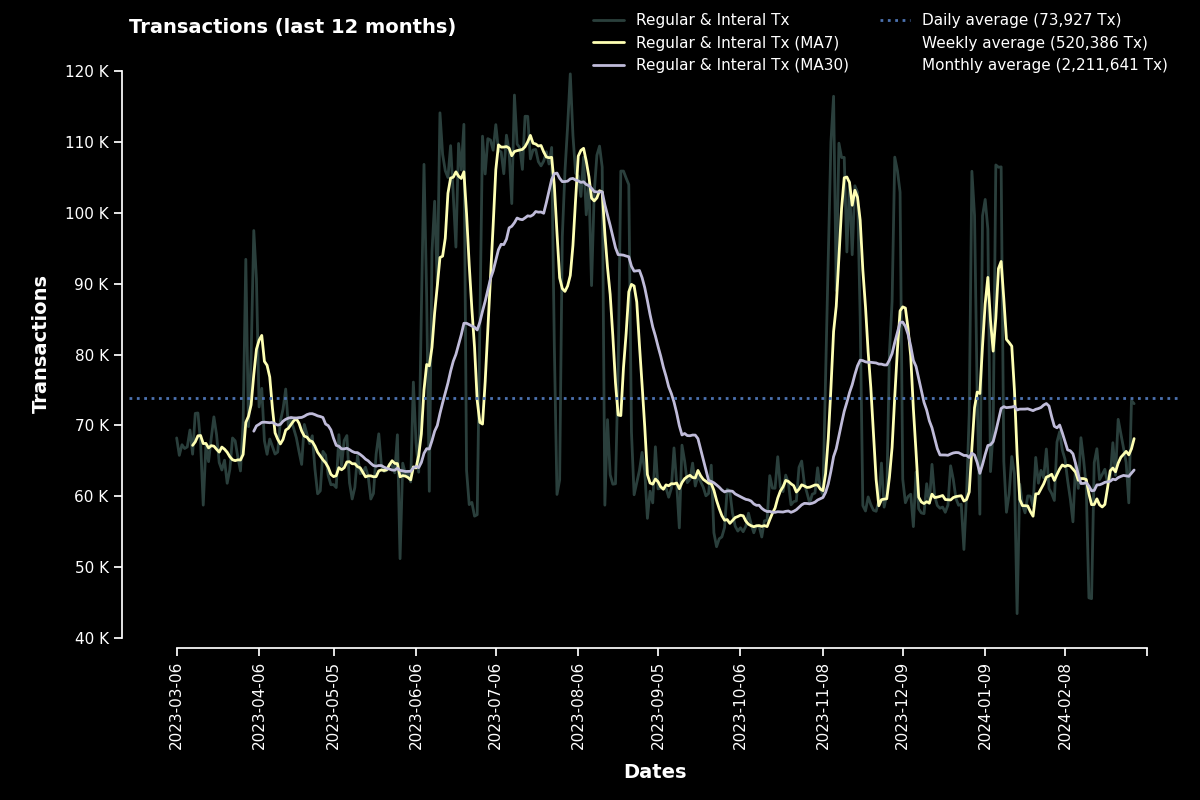 Transactions (last 12 months)
Regular & Interal Tx
Regular & Interal Tx (MA7)
Regular & Interal Tx (MA30)
Daily average (73,927 Tx)
Weekly average (520,386 Tx)
Monthly average (2,211,641 Tx)
120 K
110 K
100 K
90 K
80 K
70 K
60 K
50 K
40 K
Transactions
2023-03-06
2023-04-06
2023-05-05
2023-06-06
2023-07-06
2023-08-06
2023-09-05
2023-10-06
2023-11-08
2023-12-09
2024-01-09
2024-02-08
Dates